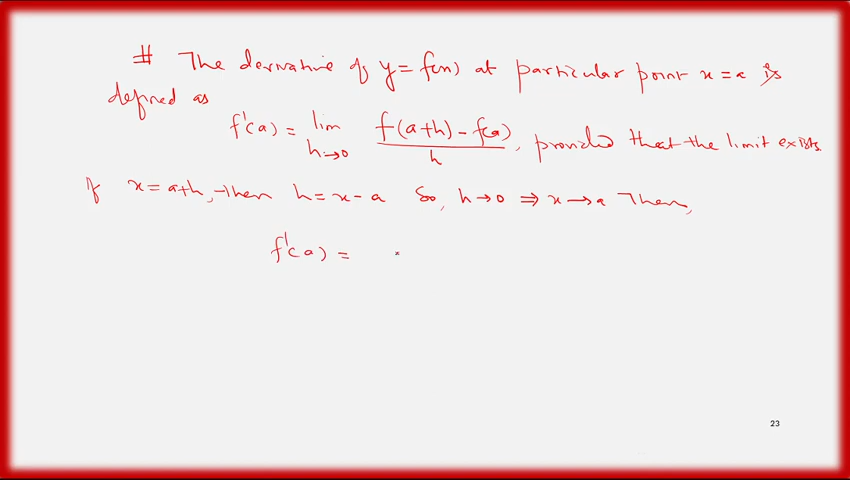 # The derivative of y = f(x) at particular point x = a is
defined as
f'(a) = lim h→0 f(a+h) - f(a) / h , provided that the limit exists.
If x = a+h, then h = x - a So, h→0 ⇒ x→a Then,
f'(a) =
23